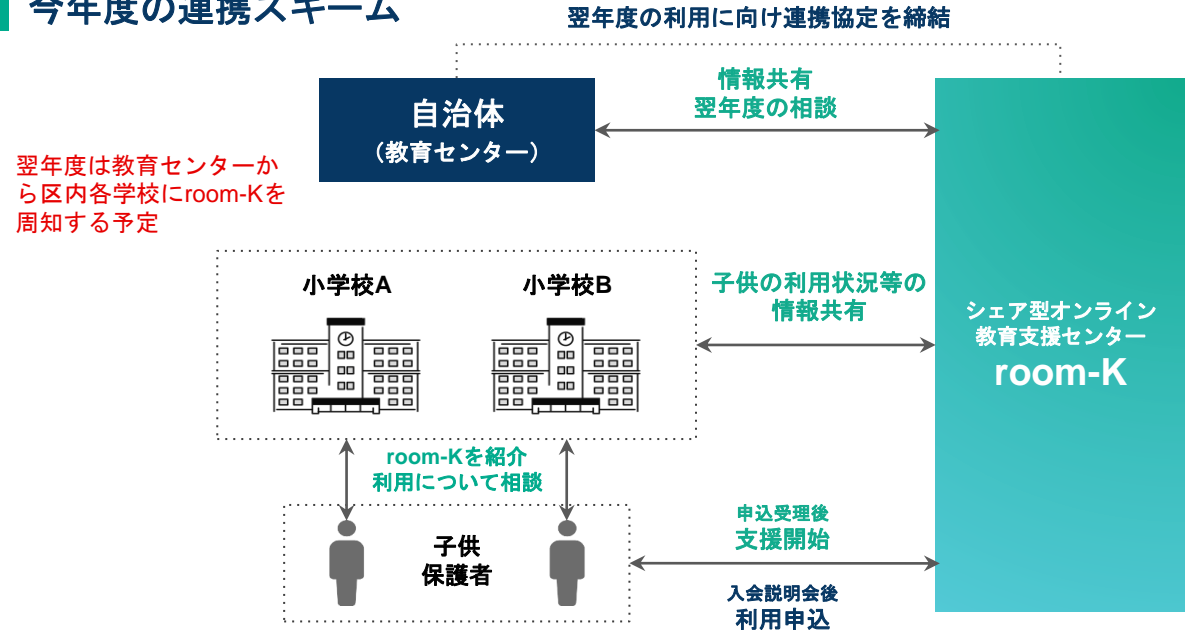 今年度の連携スキーム
翌年度の利用に向け連携協定を締結
情報共有
翌年度の相談
自治体
（教育センター）
翌年度は教育センターか
ら区内各学校にroom-Kを
周知する予定
小学校A
小学校B
子供の利用状況等の
情報共有
シェア型オンライン
教育支援センター
room-K
room-Kを紹介
利用について相談
申込受理後
支援開始
子供
保護者
入会説明会後
利用申込